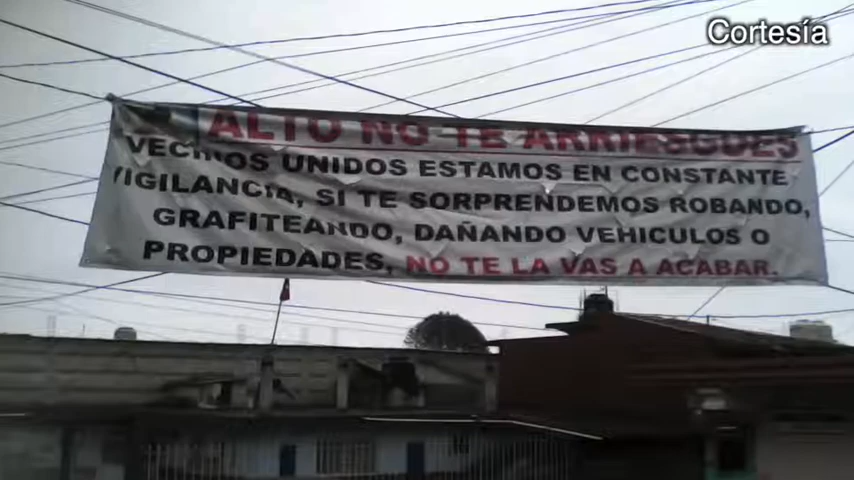 Cortesía
ALTO NO TE ARRIESGUES
VECINOS UNIDOS ESTAMOS EN CONSTANTE
VIGILANCIA, SI TE SORPRENDEMOS ROBANDO,
GRAFITEANDO, DAÑANDO VEHICULOS O
PROPIEDADES, NO TE LA VAS A ACABAR.